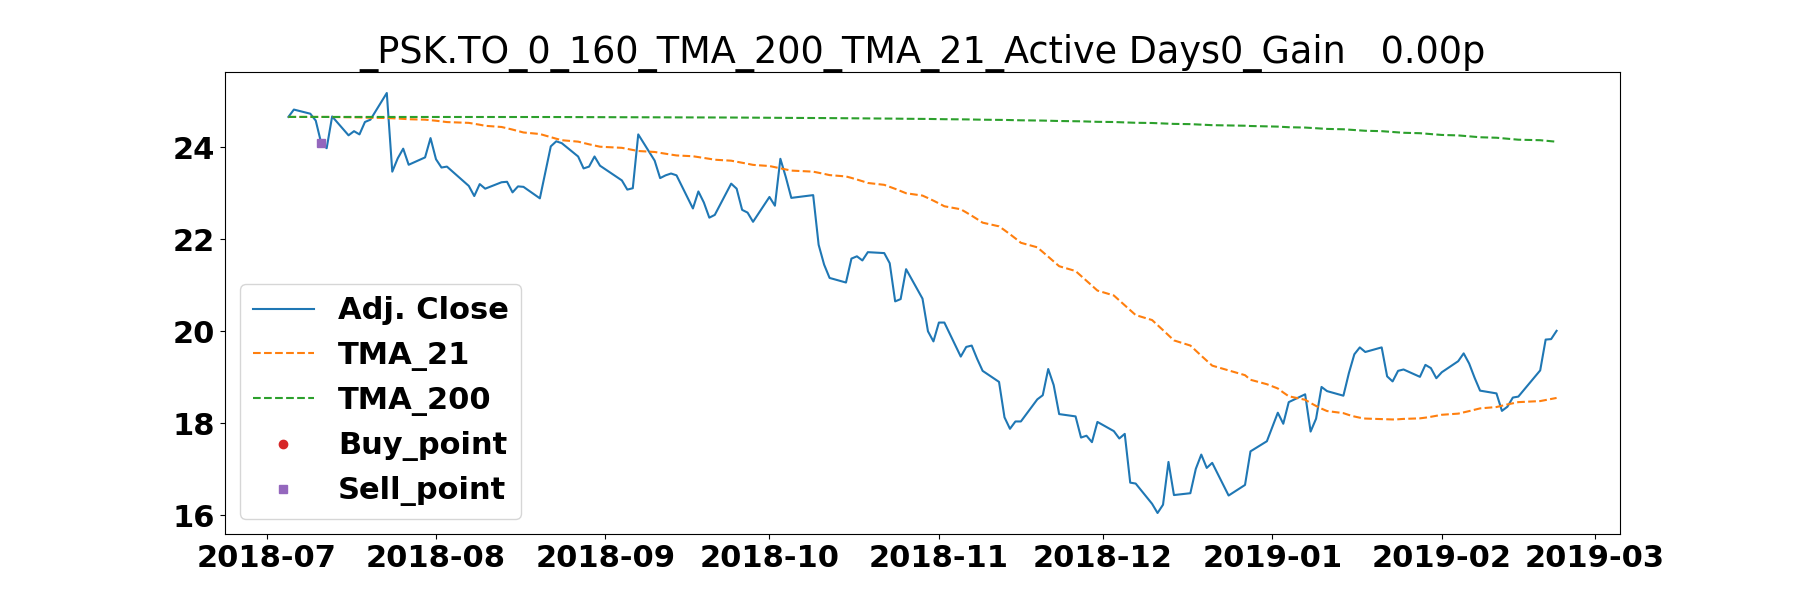 _PSK.TO_0_160_TMA_200_TMA_21_Active Days0_Gain   0.00p
24
22
20
18
16
Adj. Close
TMA_21
TMA_200
Buy_point
Sell_point
2018-07 2018-08 2018-09 2018-10 2018-11 2018-12 2019-01 2019-02 2019-03